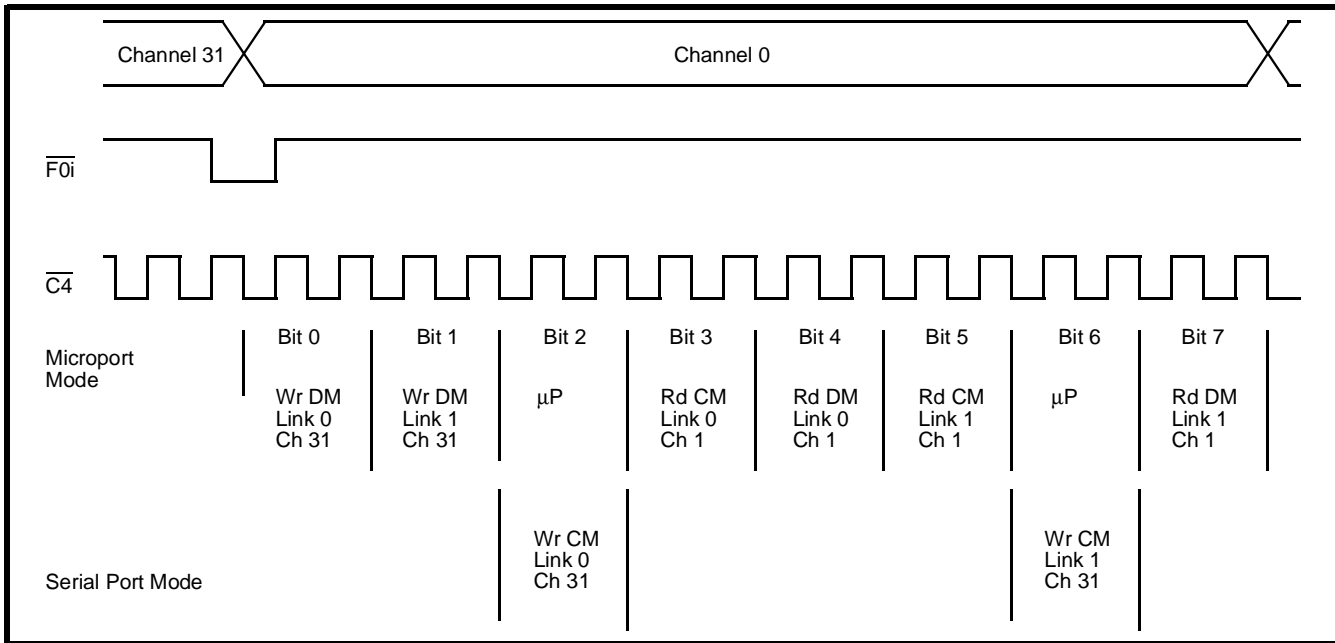 Channel 31
Channel 0
F0i
C4
Microport
Mode
Bit 0
Bit 1
Bit 2
Bit 3
Bit 4
Bit 5
Bit 6
Bit 7
Wr DM
Link 0
Ch 31
Wr DM
Link 1
Ch 31
µP
Rd CM
Link 0
Ch 1
Rd DM
Link 0
Ch 1
Rd CM
Link 1
Ch 1
µP
Rd DM
Link 1
Ch 1
Serial Port Mode
Wr CM
Link 0
Ch 31
Wr CM
Link 1
Ch 31